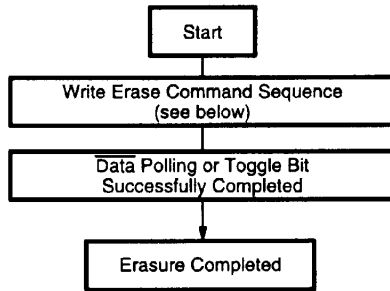 Start
Write Erase Command Sequence
(see below)
Data Polling or Toggle Bit
Successfully Completed
Erasure Completed